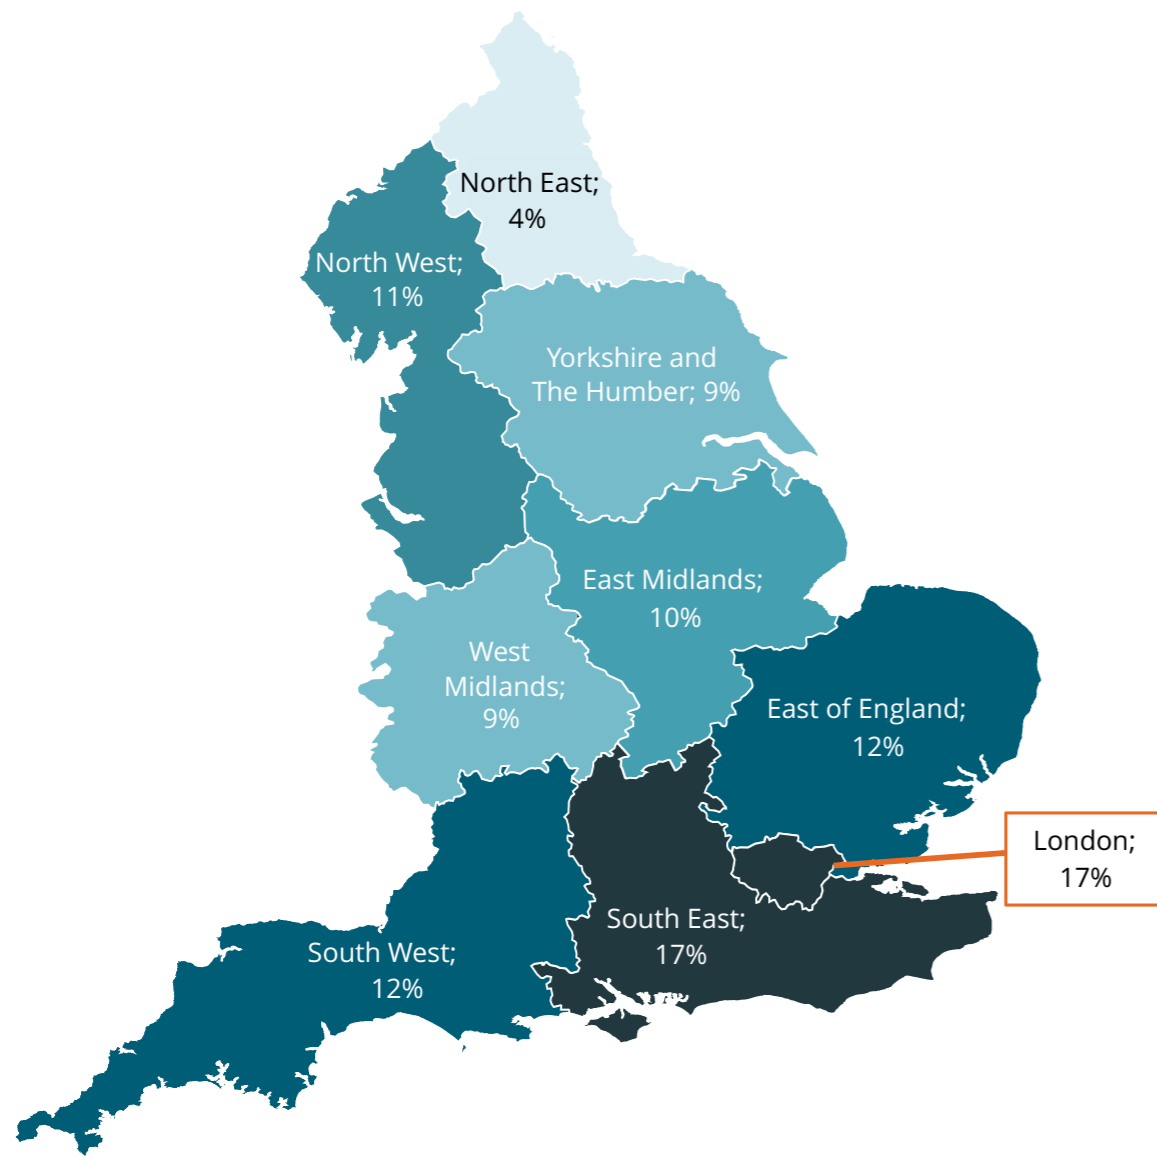 North East;
4%
North West;
11%
Yorkshire and
The Humber; 9%
East Midlands;
10%
West
Midlands;
9%
East of England;
12%
London;
17%
South East;
17%
South West;
12%